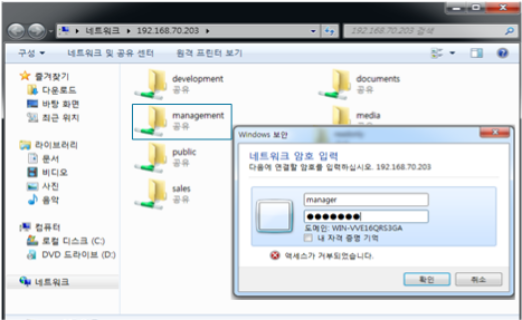 네트워크 ▸ 192.168.70.203 ▸
192.168.70.203 검색
구성 ▾ 네트워크 및 공유 센터 원격 프린터 보기
즐겨찾기
다운로드
바탕 화면
최근 위치
라이브러리
문서
비디오
사진
음악
컴퓨터
로컬 디스크 (C:)
DVD 드라이브 (D:)
네트워크
development
공유
documents
공유
management
공유
media
public
공유
sales
공유
Windows 보안
네트워크 암호 입력
다음에 연결할 암호를 입력하십시오. 192.168.70.203
manager
●●●●●●●
도메인: WIN-VVE16QRS3GA
내 자격 증명 기억
액세스가 거부되었습니다.
확인 취소